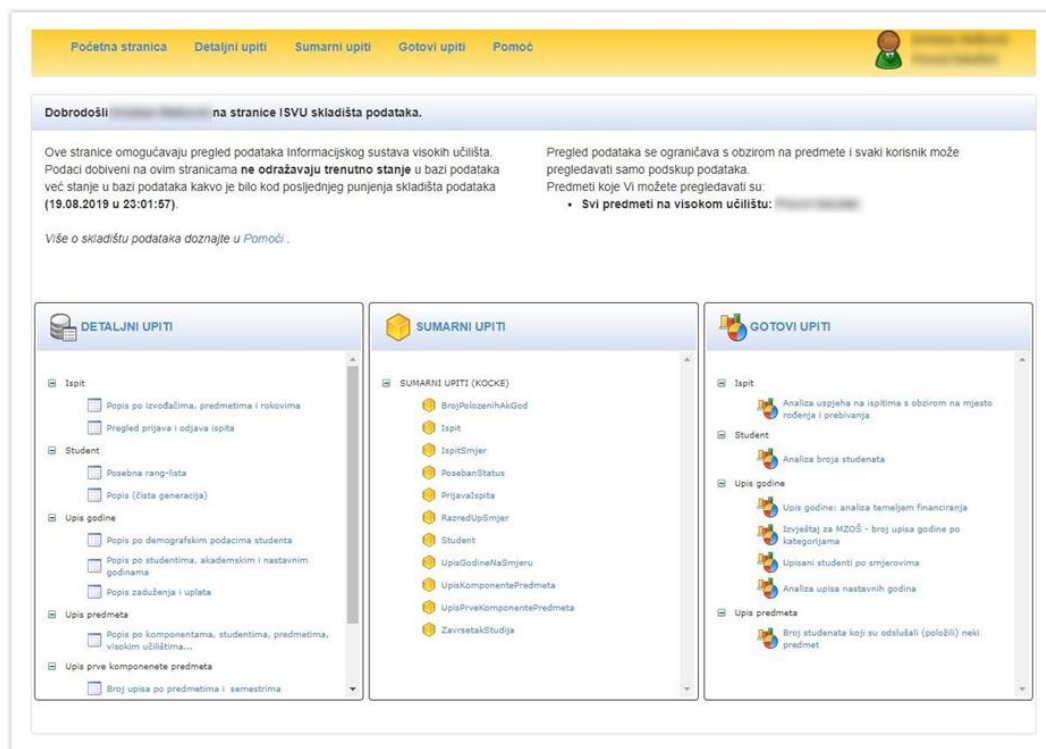 Početna stranica Detaljni upiti Sumarni upiti Gotovi upiti Pomoć
Dobrodošli na stranice ISVU skladišta podataka.
Ove stranice omogućavaju pregled podataka Informacijskog sustava visokih učilišta.
Podaci dobiveni na ovim stranicama ne odražavaju trenutno stanje u bazi podataka
već stanje u bazi podataka kakvo je bilo kod posljednjeg punjenja skladišta podataka
(19.08.2019 u 23:01:57).
Više o skladištu podataka doznajte u Pomoći .
Pregled podataka se ograničava s obzirom na predmete i svaki korisnik može
pregledavati samo podskup podataka.
Predmeti koje Vi možete pregledavati su:
• Svi predmeti na visokom učilištu:
DETALJNI UPITI
Ispit
Popis po izvođačima, predmetima i rokovima
Pregled prijava i odjava ispita
Student
Posebna rang-lista
Popis (čista generacija)
Upis godine
Popis po demografskim podacima studenta
Popis po studentima, akademskim i nastavnim
godinama
Popis zaduženja i uplata
Upis predmeta
Popis po komponentama, studentima, predmetima,
visokim učilištima...
Upis prve komponenete predmeta
Broj upisa po predmetima i semestrima
SUMARNI UPITI
SUMARNI UPITI (KOCKE)
BrojPolozenihAkGod
Ispit
IspitSmjer
PosebanStatus
PrijavaIspita
RazredUpSmjer
Student
UpisGodineNaSmjeru
UpisKomponentePredmeta
UpisPrveKomponentePredmeta
ZavrsetakStudija
GOTOVI UPITI
Ispit
Analiza uspjeha na ispitima s obzirom na mjesto
rođenja i prebivanja
Student
Analiza broja studenata
Upis godine
Upis godine: analiza temeljem financiranja
Izvještaj za MZOŠ - broj upisa godine po
kategorijama
Upisani studenti po smjerovima
Analiza upisa nastavnih godina
Upis predmeta
Broj studenata koji su odslušali (položili) neki
predmet